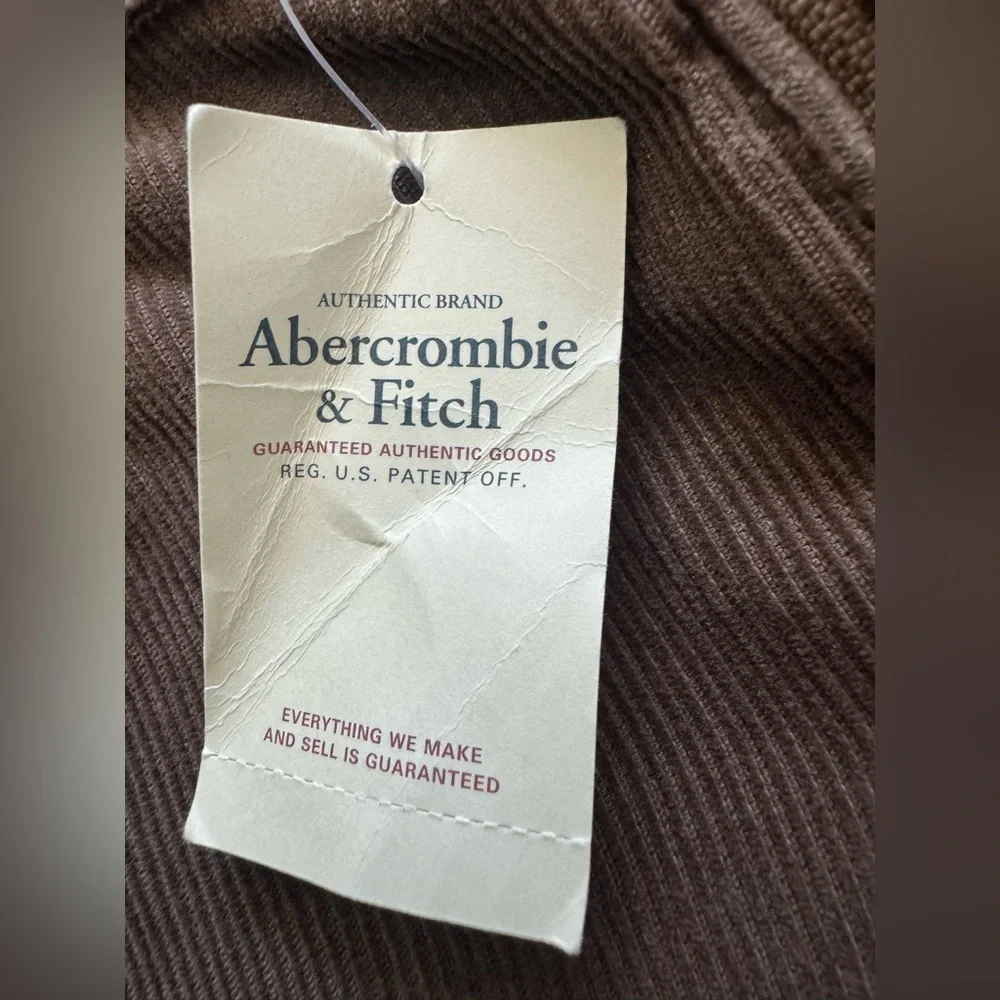 AUTHENTIC BRAND
Abercrombie
& Fitch
GUARANTEED AUTHENTIC GOODS
REG. U.S. PATENT OFF.
EVERYTHING WE MAKE
AND SELL IS GUARANTEED